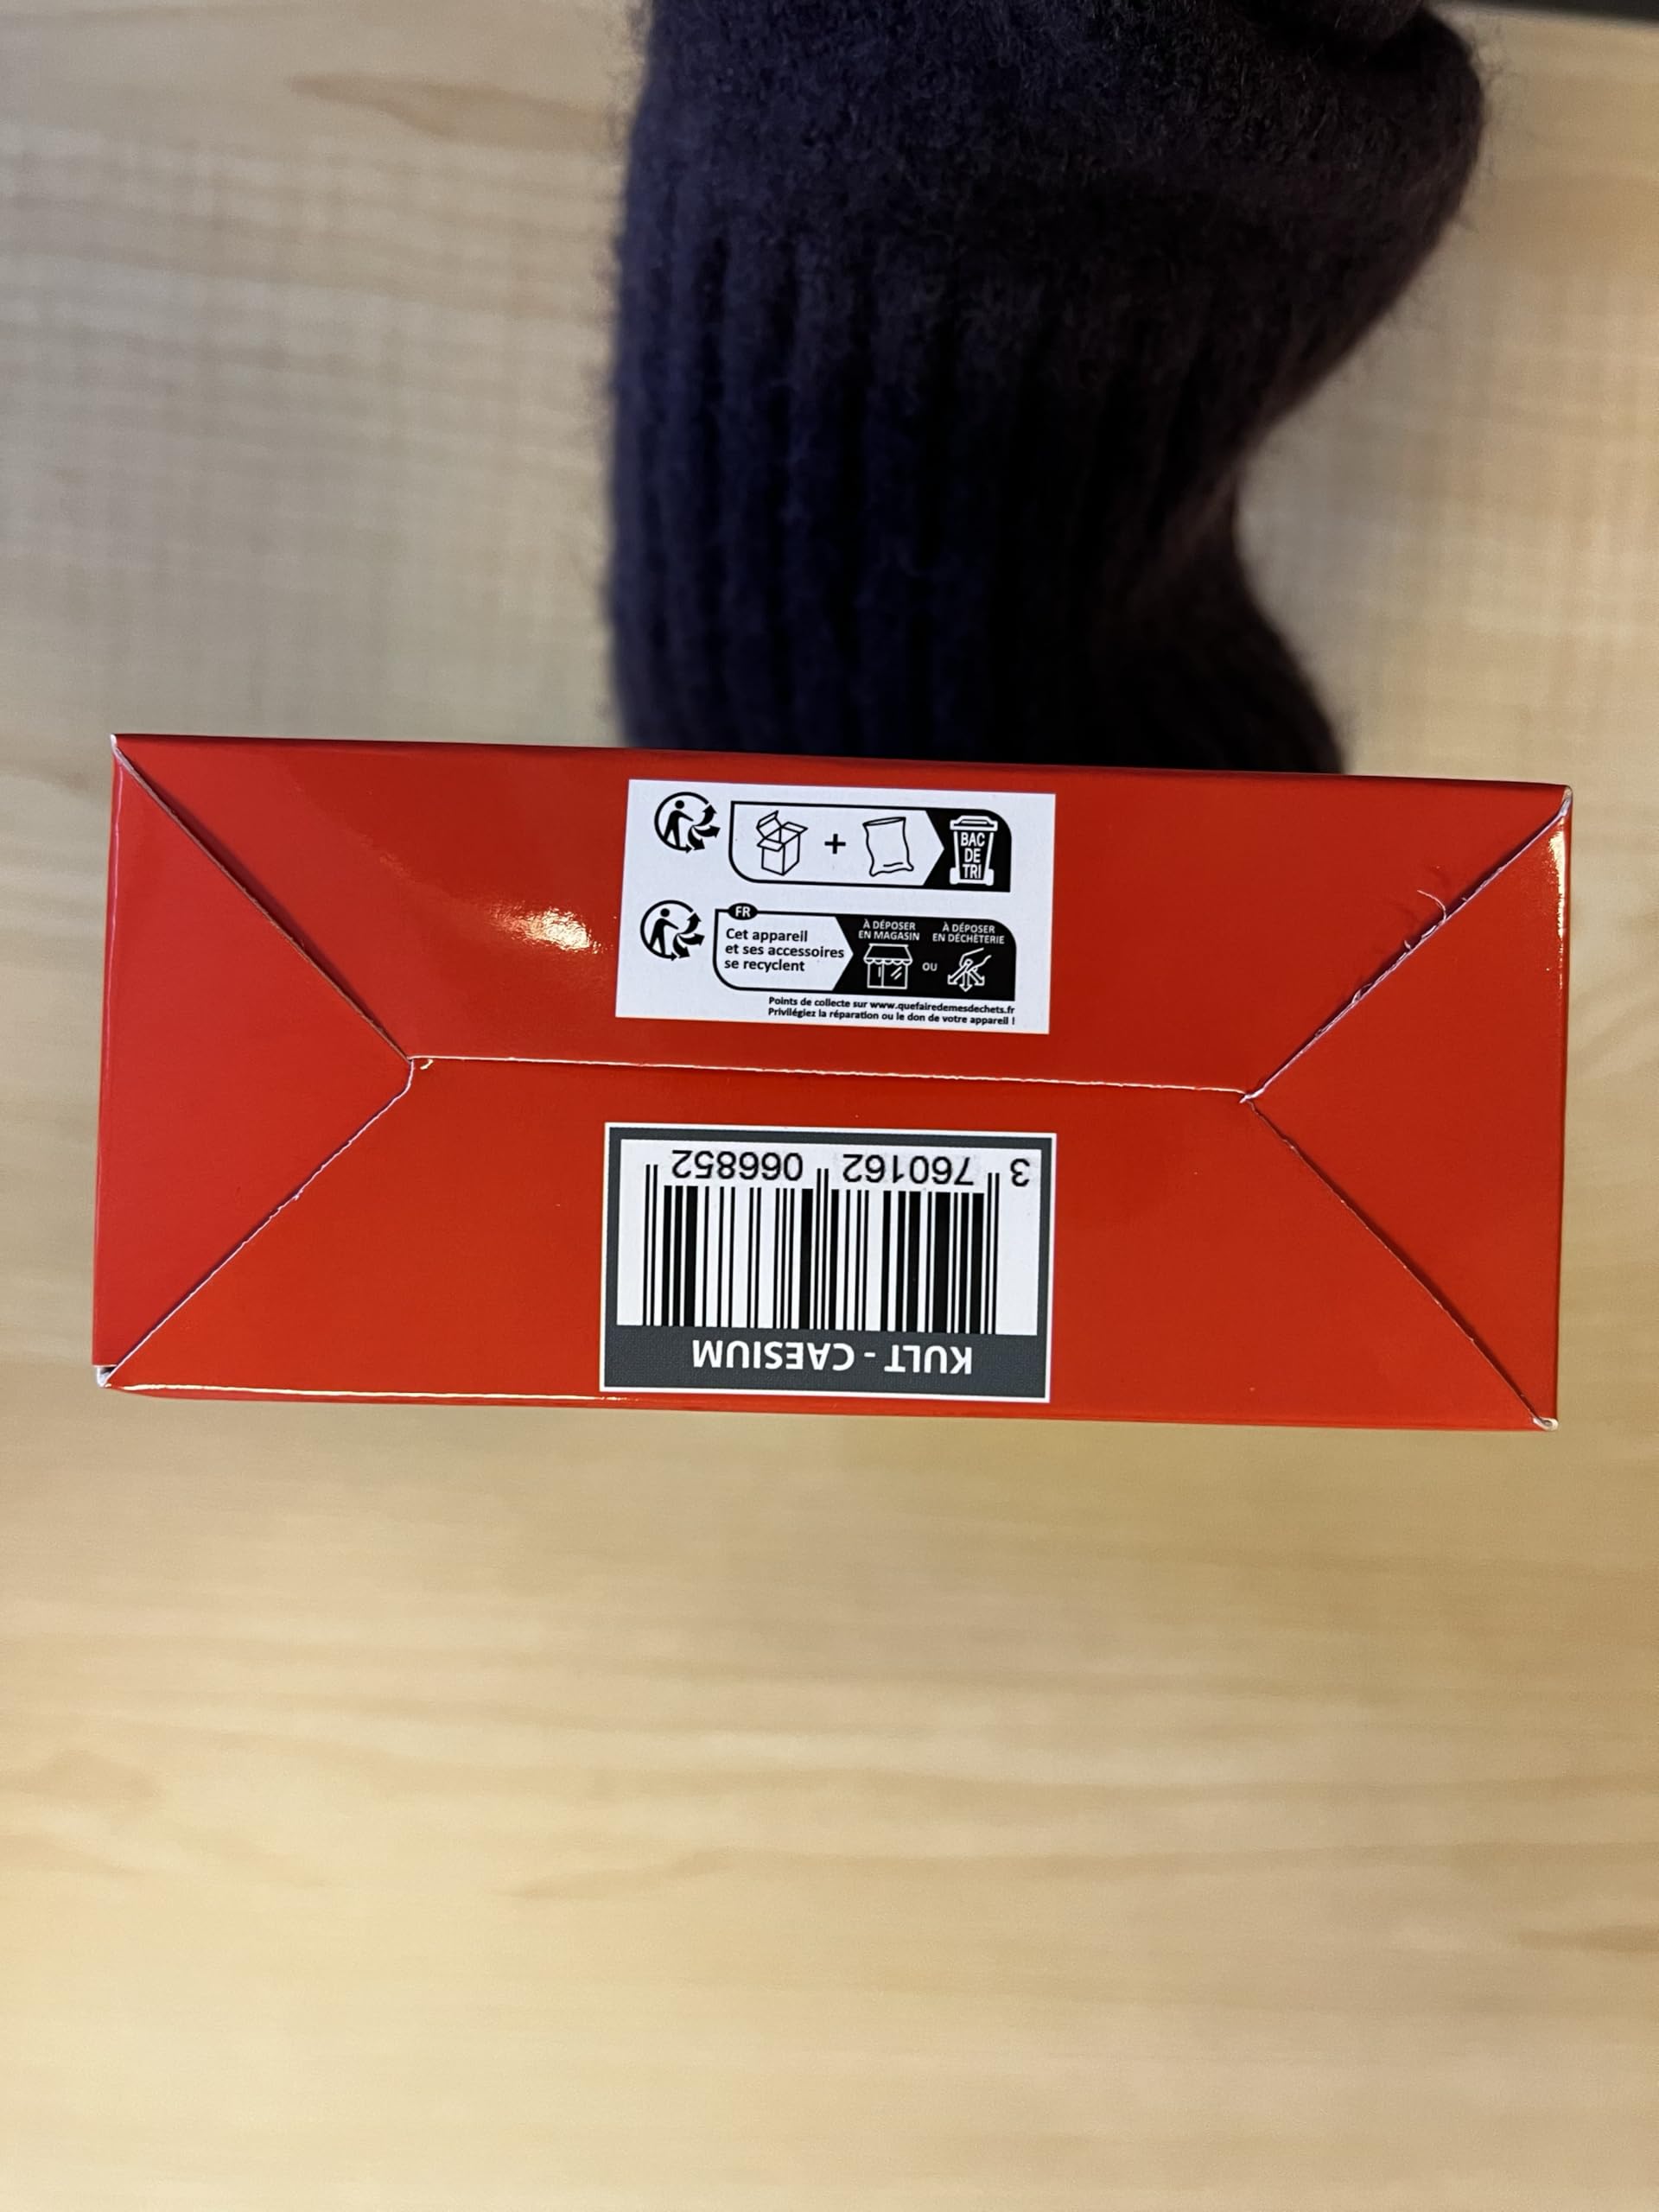 BAC
DE
TRI
FR
Cet appareil
et ses accessoires
se recyclent
À DÉPOSER
EN MAGASIN
OU
À DÉPOSER
EN DÉCHÈTERIE
Points de collecte sur www.quefairedemesdechets.fr
Privilégiez la réparation ou le don de votre appareil !
KULT - CAESIUM
3 760162 066852